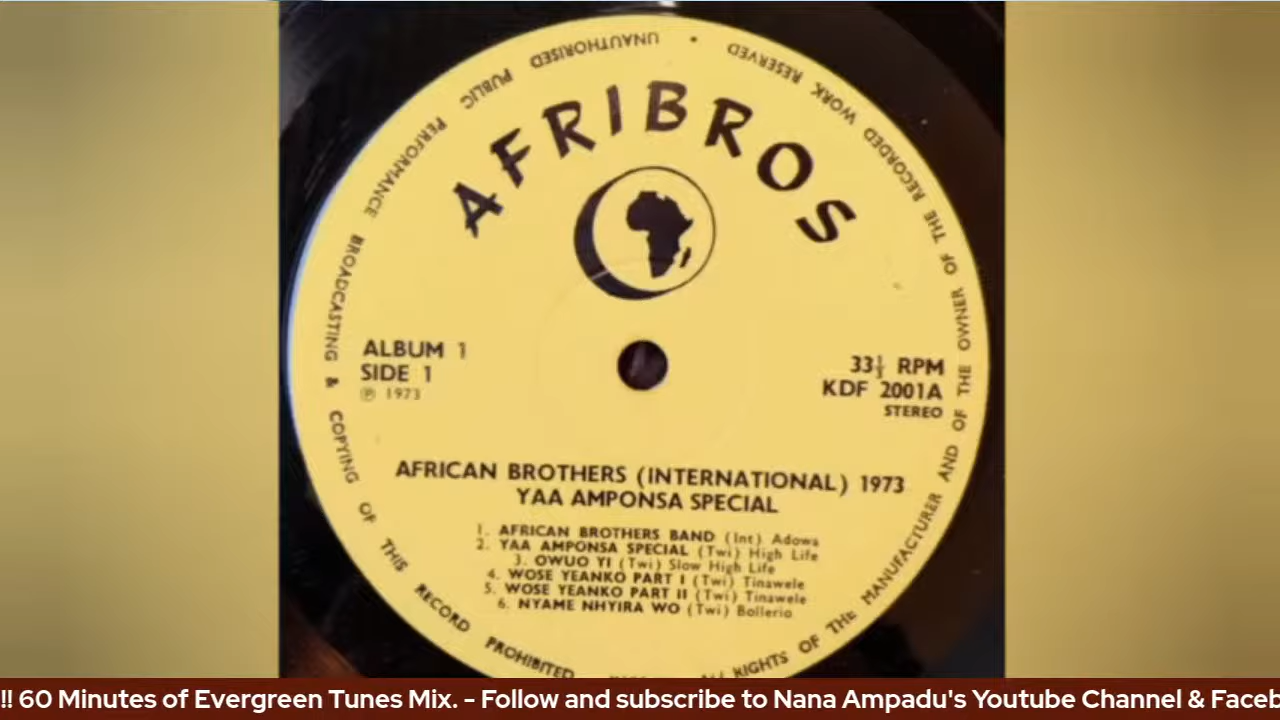 AFRIBROS
UNAUTHORISED PUBLIC PERFORMANCE BROADCASTING & COPYING OF THIS RECORD PROHIBITED
ALL RIGHTS OF THE MANUFACTURER AND OF THE OWNER OF THE RECORDED WORK RESERVED •
ALBUM 1
SIDE 1
℗ 1973
33⅓ RPM
KDF 2001A
STEREO
AFRICAN BROTHERS (INTERNATIONAL) 1973
YAA AMPONSA SPECIAL
1. AFRICAN BROTHERS BAND (Int) Adowa
2. YAA AMPONSA SPECIAL (Twi) High Life
3. OWUO YI (Twi) Slow High Life
4. WOSE YEANKO PART I (Twi) Tinawele
5. WOSE YEANKO PART II (Twi) Tinawele
6. NYAME NHYIRA WO (Twi) Bollerio
!! 60 Minutes of Evergreen Tunes Mix. - Follow and subscribe to Nana Ampadu's Youtube Channel & Faceb